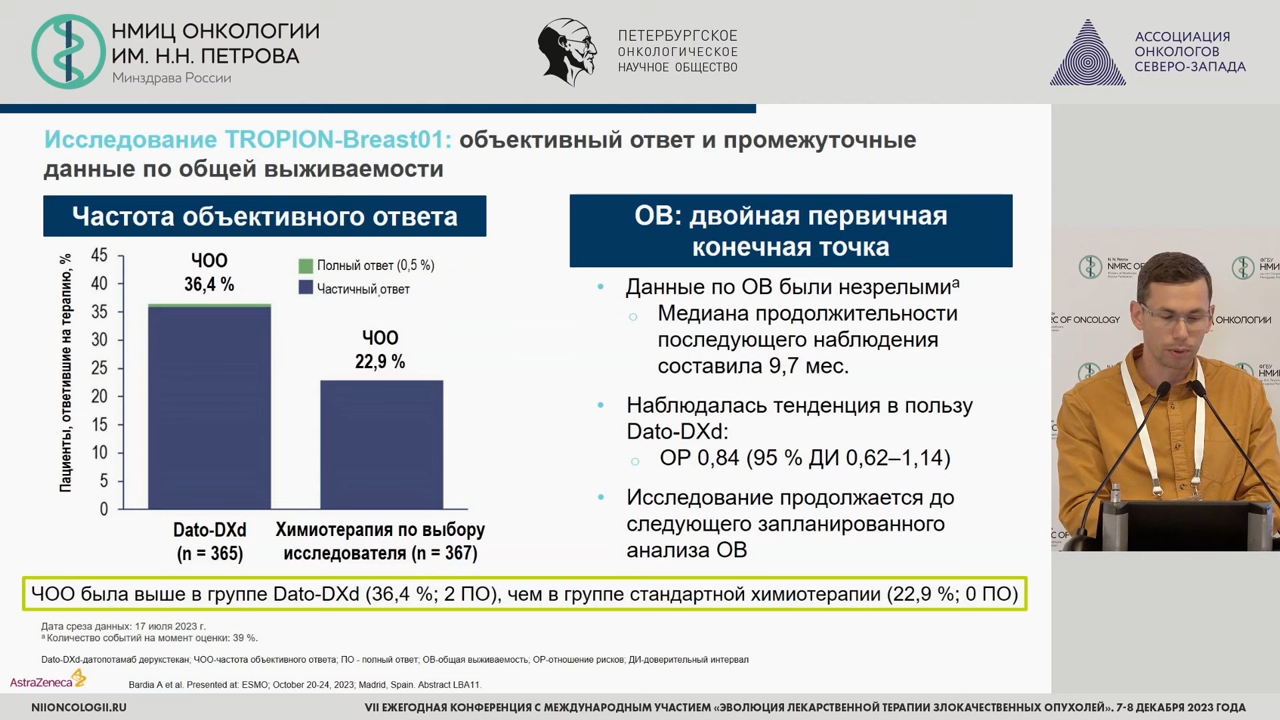 НМИЦ ОНКОЛОГИИ
ИМ. Н.Н. ПЕТРОВА
Минздрава России
ПЕТЕРБУРГСКОЕ
ОНКОЛОГИЧЕСКОЕ
НАУЧНОЕ ОБЩЕСТВО
АССОЦИАЦИЯ
ОНКОЛОГОВ
СЕВЕРО-ЗАПАДА
Исследование TROPION-Breast01: объективный ответ и промежуточные
данные по общей выживаемости
Частота объективного ответа
Пациенты, ответившие на терапию, %
45
40
35
30
25
20
15
10
5
0
ЧОО
36,4 %
Полный ответ (0,5 %)
Частичный ответ
ЧОО
22,9 %
Dato-DXd
(n = 365)
Химиотерапия по выбору
исследователя (n = 367)
ОВ: двойная первичная
конечная точка
• Данные по ОВ были незрелымиᵃ
○ Медиана продолжительности
последующего наблюдения
составила 9,7 мес.
• Наблюдалась тенденция в пользу
Dato-DXd:
○ ОР 0,84 (95 % ДИ 0,62–1,14)
• Исследование продолжается до
следующего запланированного
анализа ОВ
ЧОО была выше в группе Dato-DXd (36,4 %; 2 ПО), чем в группе стандартной химиотерапии (22,9 %; 0 ПО)
Дата среза данных: 17 июля 2023 г.
ᵃ Количество событий на момент оценки: 39 %.
Dato-DXd-датопотамаб дерукстекан; ЧОО-частота объективного ответа; ПО - полный ответ; ОВ-общая выживаемость; ОР-отношение рисков; ДИ-доверительный интервал
AstraZeneca
Bardia A et al. Presented at: ESMO; October 20-24, 2023; Madrid, Spain. Abstract LBA11.
NMRC OF
RC OF ONCOLOGY
ОНКОЛОГИИ
ФГБУ
НМИ
NIIONCOLOGII.RU
VII ЕЖЕГОДНАЯ КОНФЕРЕНЦИЯ С МЕЖДУНАРОДНЫМ УЧАСТИЕМ «ЭВОЛЮЦИЯ ЛЕКАРСТВЕННОЙ ТЕРАПИИ ЗЛОКАЧЕСТВЕННЫХ ОПУХОЛЕЙ». 7-8 ДЕКАБРЯ 2023 ГОДА